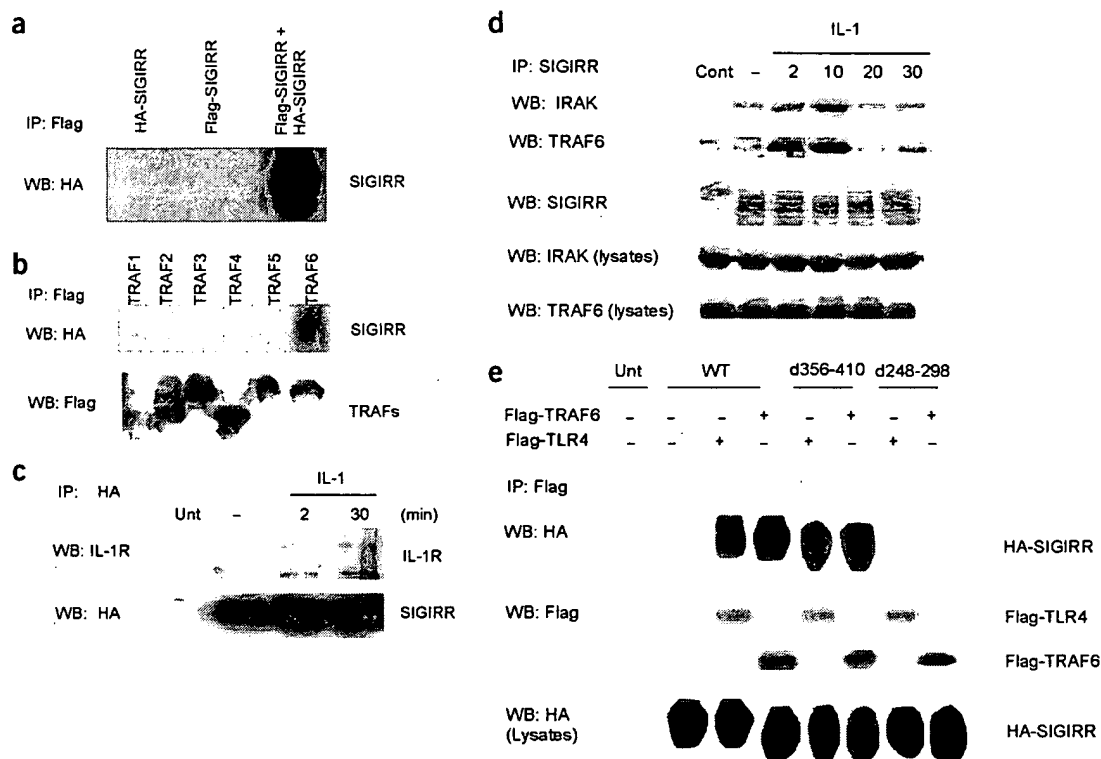 a
HA-SIGIRR
Flag-SIGIRR
Flag-SIGIRR +
HA-SIGIRR
IP: Flag
WB: HA
SIGIRR
b
TRAF1
TRAF2
TRAF3
TRAF4
TRAF5
TRAF6
IP: Flag
WB: HA
SIGIRR
WB: Flag
TRAFs
c
IP: HA
IL-1
Unt – 2 30 (min)
WB: IL-1R
IL-1R
WB: HA
SIGIRR
d
IL-1
IP: SIGIRR
Cont – 2 10 20 30
WB: IRAK
WB: TRAF6
WB: SIGIRR
WB: IRAK (lysates)
WB: TRAF6 (lysates)
e
Unt WT d356-410 d248-298
Flag-TRAF6 – – – + – + – +
Flag-TLR4 – – + – + – + –
IP: Flag
WB: HA
HA-SIGIRR
WB: Flag
Flag-TLR4
Flag-TRAF6
WB: HA
(Lysates)
HA-SIGIRR